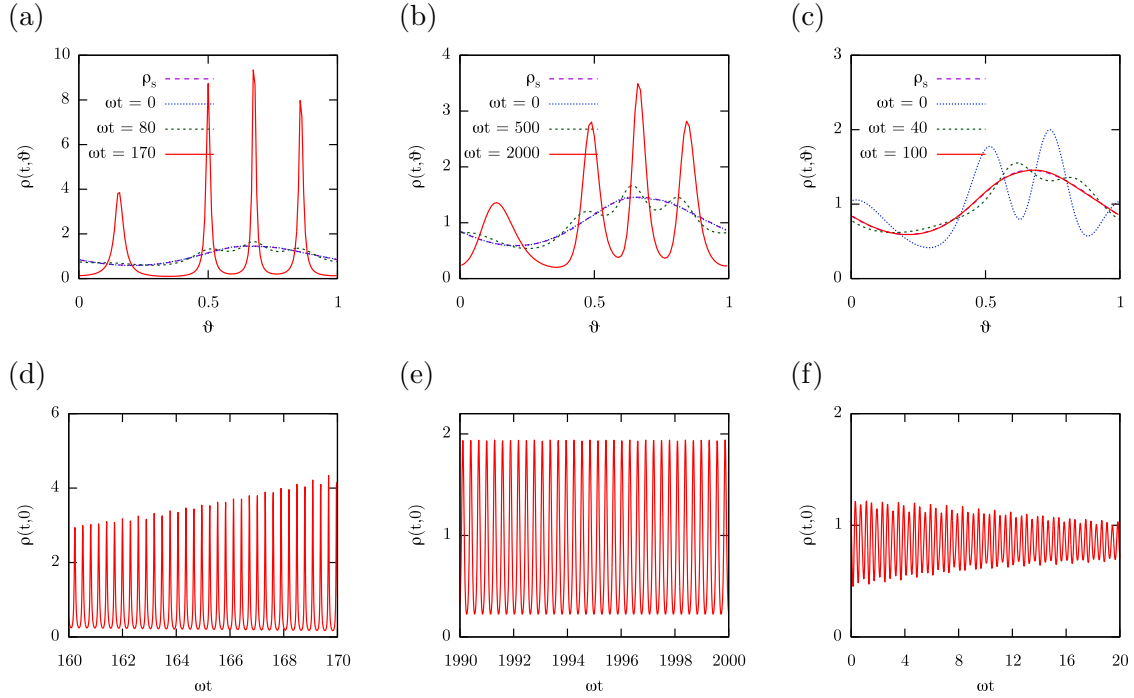 (a)
ρ(t,ϑ)
10
8
6
4
2
0
ρs
ωt = 0
ωt = 80
ωt = 170
0 0.5 1
ϑ
(b)
ρ(t,ϑ)
4
3
2
1
0
ρs
ωt = 0
ωt = 500
ωt = 2000
0 0.5 1
ϑ
(c)
ρ(t,ϑ)
3
2
1
0
ρs
ωt = 0
ωt = 40
ωt = 100
0 0.5 1
ϑ
(d)
ρ(t,0)
6
4
2
0
160 162 164 166 168 170
ωt
(e)
ρ(t,0)
2
1
0
1990 1992 1994 1996 1998 2000
ωt
(f)
ρ(t,0)
2
1
0
0 4 8 12 16 20
ωt